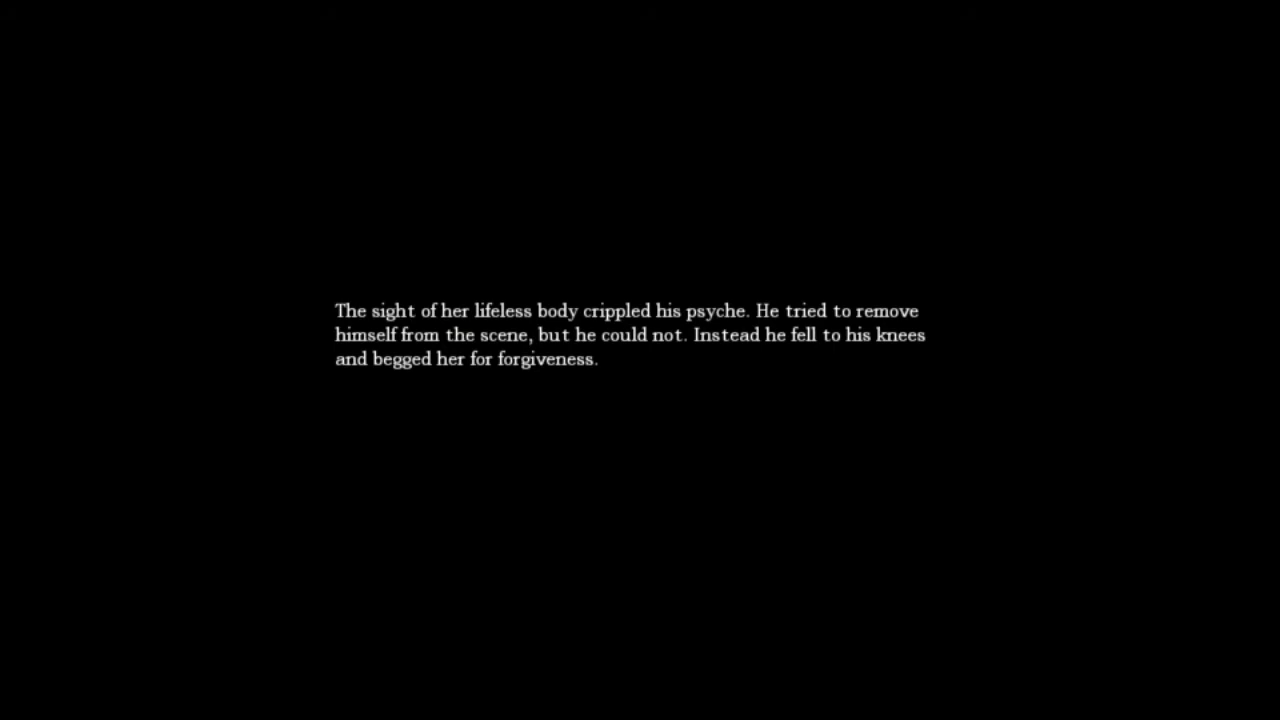 The sight of her lifeless body crippled his psyche. He tried to remove
himself from the scene, but he could not. Instead he fell to his knees
and begged her for forgiveness.